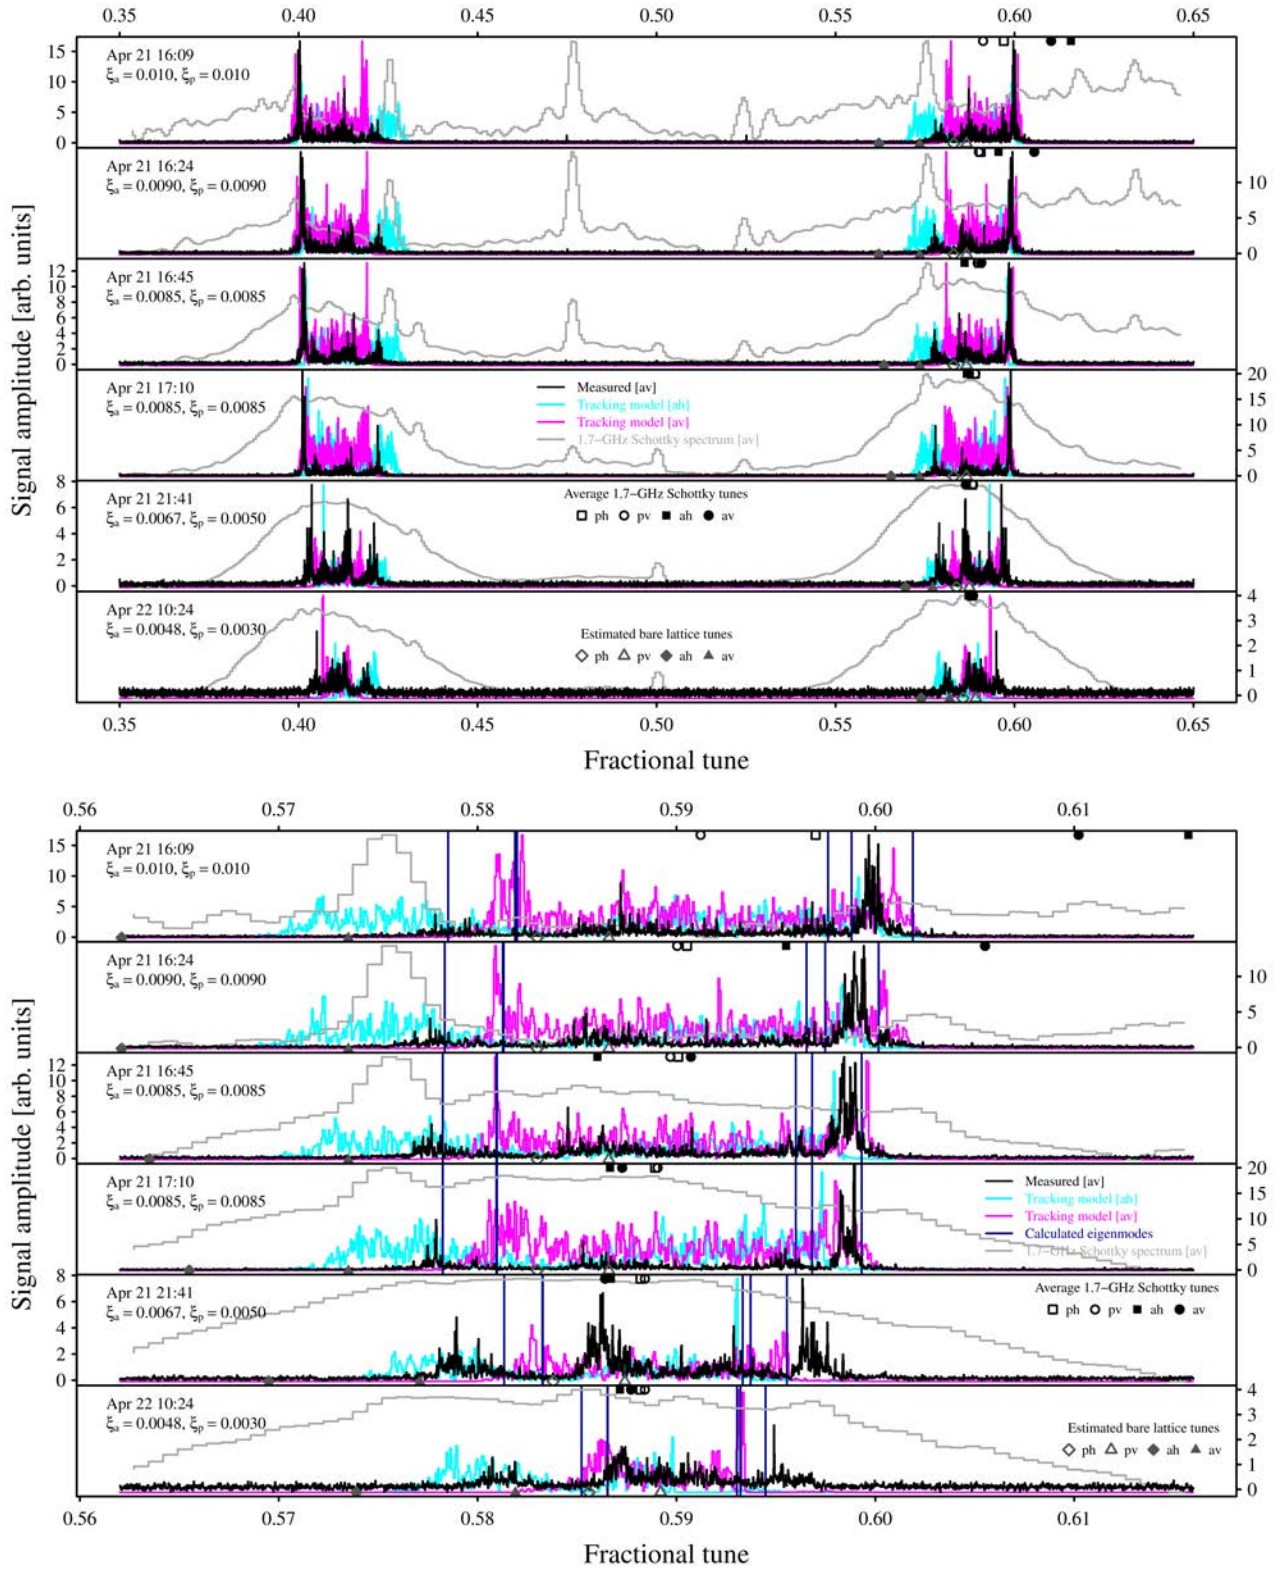 0.35 0.40 0.45 0.50 0.55 0.60 0.65
Signal amplitude [arb. units]
Signal amplitude [arb. units]
Apr 21 16:09
ξa = 0.010, ξp = 0.010
15
10
5
0
Apr 21 16:24
ξa = 0.0090, ξp = 0.0090
10
5
0
Apr 21 16:45
ξa = 0.0085, ξp = 0.0085
12
10
8
6
4
2
0
Apr 21 17:10
ξa = 0.0085, ξp = 0.0085
Measured [av]
Tracking model [ah]
Tracking model [av]
1.7−GHz Schottky spectrum [av]
20
15
10
5
0
Apr 21 21:41
ξa = 0.0067, ξp = 0.0050
Average 1.7−GHz Schottky tunes
ph pv ah av
8
6
4
2
0
Apr 22 10:24
ξa = 0.0048, ξp = 0.0030
Estimated bare lattice tunes
ph pv ah av
4
3
2
1
0
0.35 0.40 0.45 0.50 0.55 0.60 0.65
Fractional tune
0.56 0.57 0.58 0.59 0.60 0.61
Signal amplitude [arb. units]
Signal amplitude [arb. units]
Apr 21 16:09
ξa = 0.010, ξp = 0.010
15
10
5
0
Apr 21 16:24
ξa = 0.0090, ξp = 0.0090
10
5
0
Apr 21 16:45
ξa = 0.0085, ξp = 0.0085
12
10
8
6
4
2
0
Apr 21 17:10
ξa = 0.0085, ξp = 0.0085
Measured [av]
Tracking model [ah]
Tracking model [av]
Calculated eigenmodes
1.7−GHz Schottky spectrum [av]
20
15
10
5
0
Apr 21 21:41
ξa = 0.0067, ξp = 0.0050
Average 1.7−GHz Schottky tunes
ph pv ah av
8
6
4
2
0
Apr 22 10:24
ξa = 0.0048, ξp = 0.0030
Estimated bare lattice tunes
ph pv ah av
4
3
2
1
0
0.56 0.57 0.58 0.59 0.60 0.61
Fractional tune